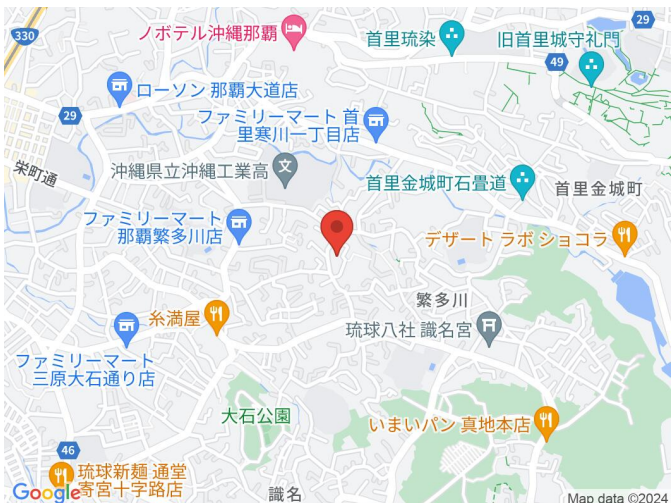 330
ノボテル沖縄那覇
29
首里琉染
旧首里城守礼門
49
ローソン 那覇大道店
29
ファミリーマート 首
里寒川一丁目店
栄町通
沖縄県立沖縄工業高
首里金城町石畳道
首里金城町
ファミリーマート
那覇繁多川店
デザート ラボ ショコラ
繁多川
糸満屋
琉球八社 識名宮
ファミリーマート
三原大石通り店
大石公園
いまいパン 真地本店
46
琉球新麺 通堂
寄宮十字路店
識名
Google
Map data ©2024